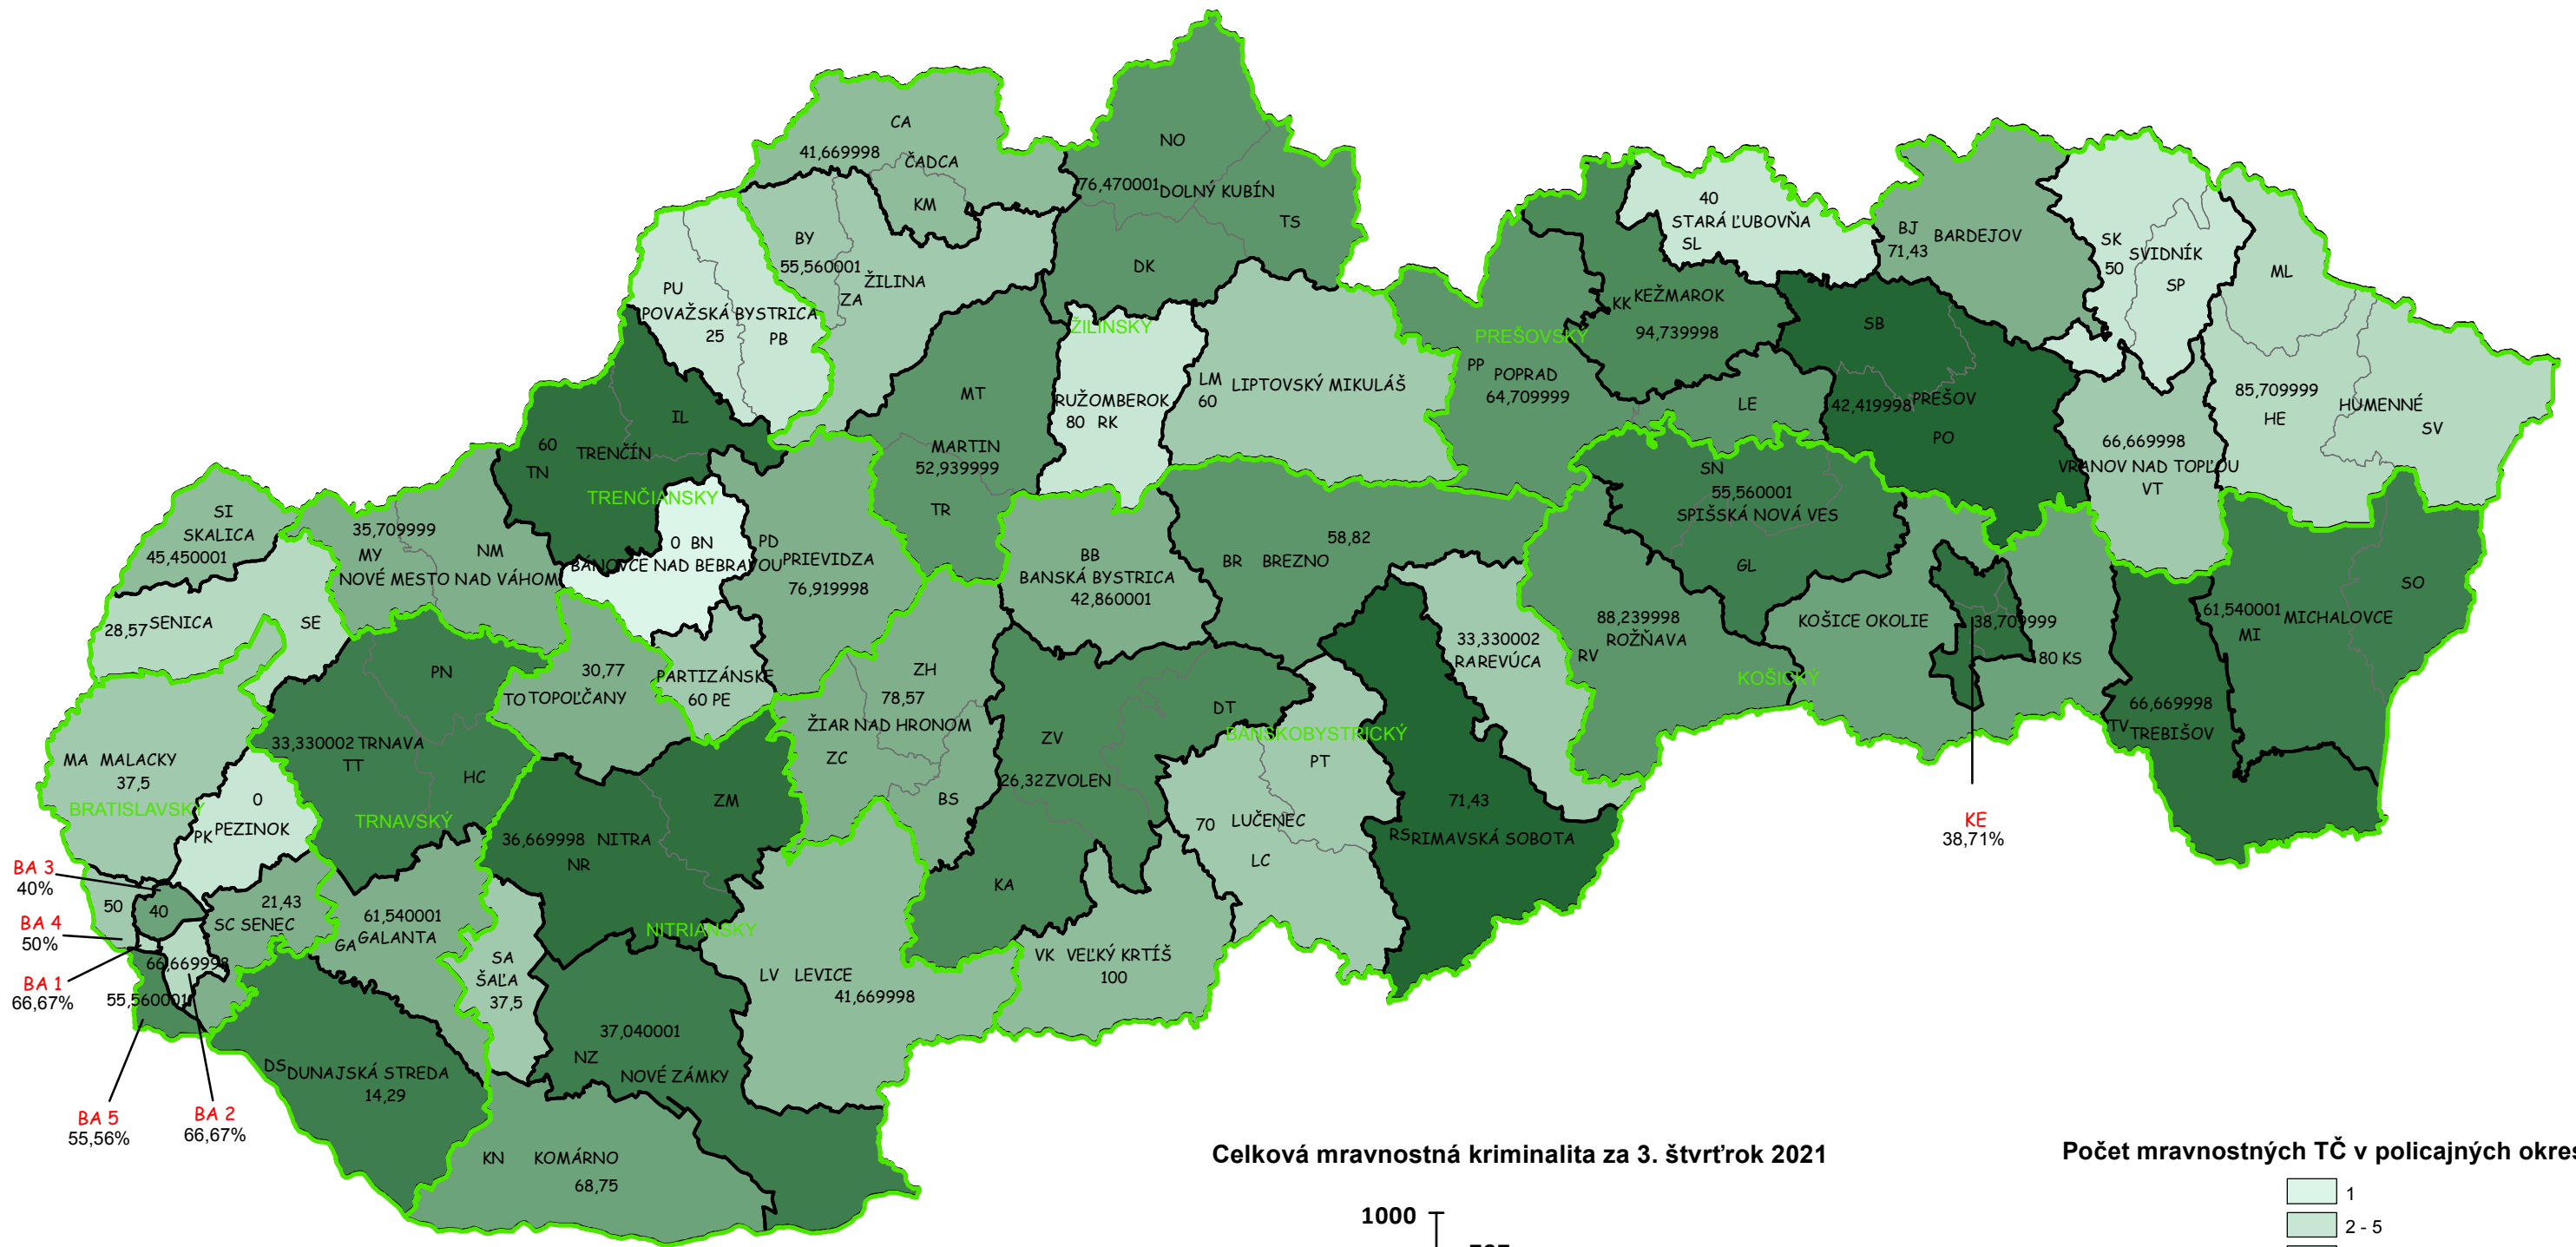 CA
41,669998
ČADCA
KM
NO
76,470001 DOLNÝ KUBÍN
TS
DK
BY
55,560001
ŽILINA
ZA
PU
POVAŽSKÁ BYSTRICA
25
PB
ŽILINSKÝ
MT
MARTIN
52,939999
TR
RUŽOMBEROK
80 RK
LM
60
LIPTOVSKÝ MIKULÁŠ
PREŠOVSKÝ
PP
POPRAD
64,709999
KK KEŽMAROK
94,739998
LE
40
STARÁ ĽUBOVŇA
SL
BJ
71,43
BARDEJOV
SK
50
SVIDNÍK
SP
ML
85,709999
HE
HUMENNÉ
SV
SB
42,419998 PREŠOV
PO
66,669998
VRANOV NAD TOPĽOU
VT
IL
60
TN
TRENČÍN
TRENČIANSKY
0 BN
BÁNOVCE NAD BEBRAVOU
PD
PRIEVIDZA
76,919998
SI
SKALICA
45,450001
35,709999
MY
NM
NOVÉ MESTO NAD VÁHOM
28,57 SENICA
SE
BB
BANSKÁ BYSTRICA
42,860001
58,82
BR BREZNO
SN
55,560001
SPIŠSKÁ NOVÁ VES
GL
88,239998
ROŽŇAVA
RV
KOŠICE OKOLIE
38,709999
80 KS
KOŠICKÝ
61,540001 MICHALOVCE
MI
SO
66,669998
TV TREBIŠOV
KE
38,71%
33,330002
RA REVÚCA
PN
33,330002 TRNAVA
TT
HC
TRNAVSKÝ
30,77
TO TOPOĽČANY
PARTIZÁNSKE
60 PE
ZH
78,57
ŽIAR NAD HRONOM
ZC
BS
ZV
26,32 ZVOLEN
DT
KA
BANSKOBYSTRICKÝ
PT
70 LUČENEC
LC
71,43
RS RIMAVSKÁ SOBOTA
MA MALACKY
37,5
BRATISLAVSKÝ
0
PK PEZINOK
36,669998 NITRA
NR
ZM
NITRIANSKY
BA 3
40%
BA 4
50%
BA 1
66,67%
50
40
21,43
SC SENEC
66,669998
55,560001
BA 5
55,56%
BA 2
66,67%
61,540001
GA GALANTA
SA
ŠAĽA
37,5
LV LEVICE
41,669998
VK VEĽKÝ KRTÍŠ
100
37,040001
NZ
NOVÉ ZÁMKY
DS DUNAJSKÁ STREDA
14,29
KN KOMÁRNO
68,75
Celková mravnostná kriminalita za 3. štvrťrok 2021
1000
Počet mravnostných TČ v policajných okres
1
2 - 5